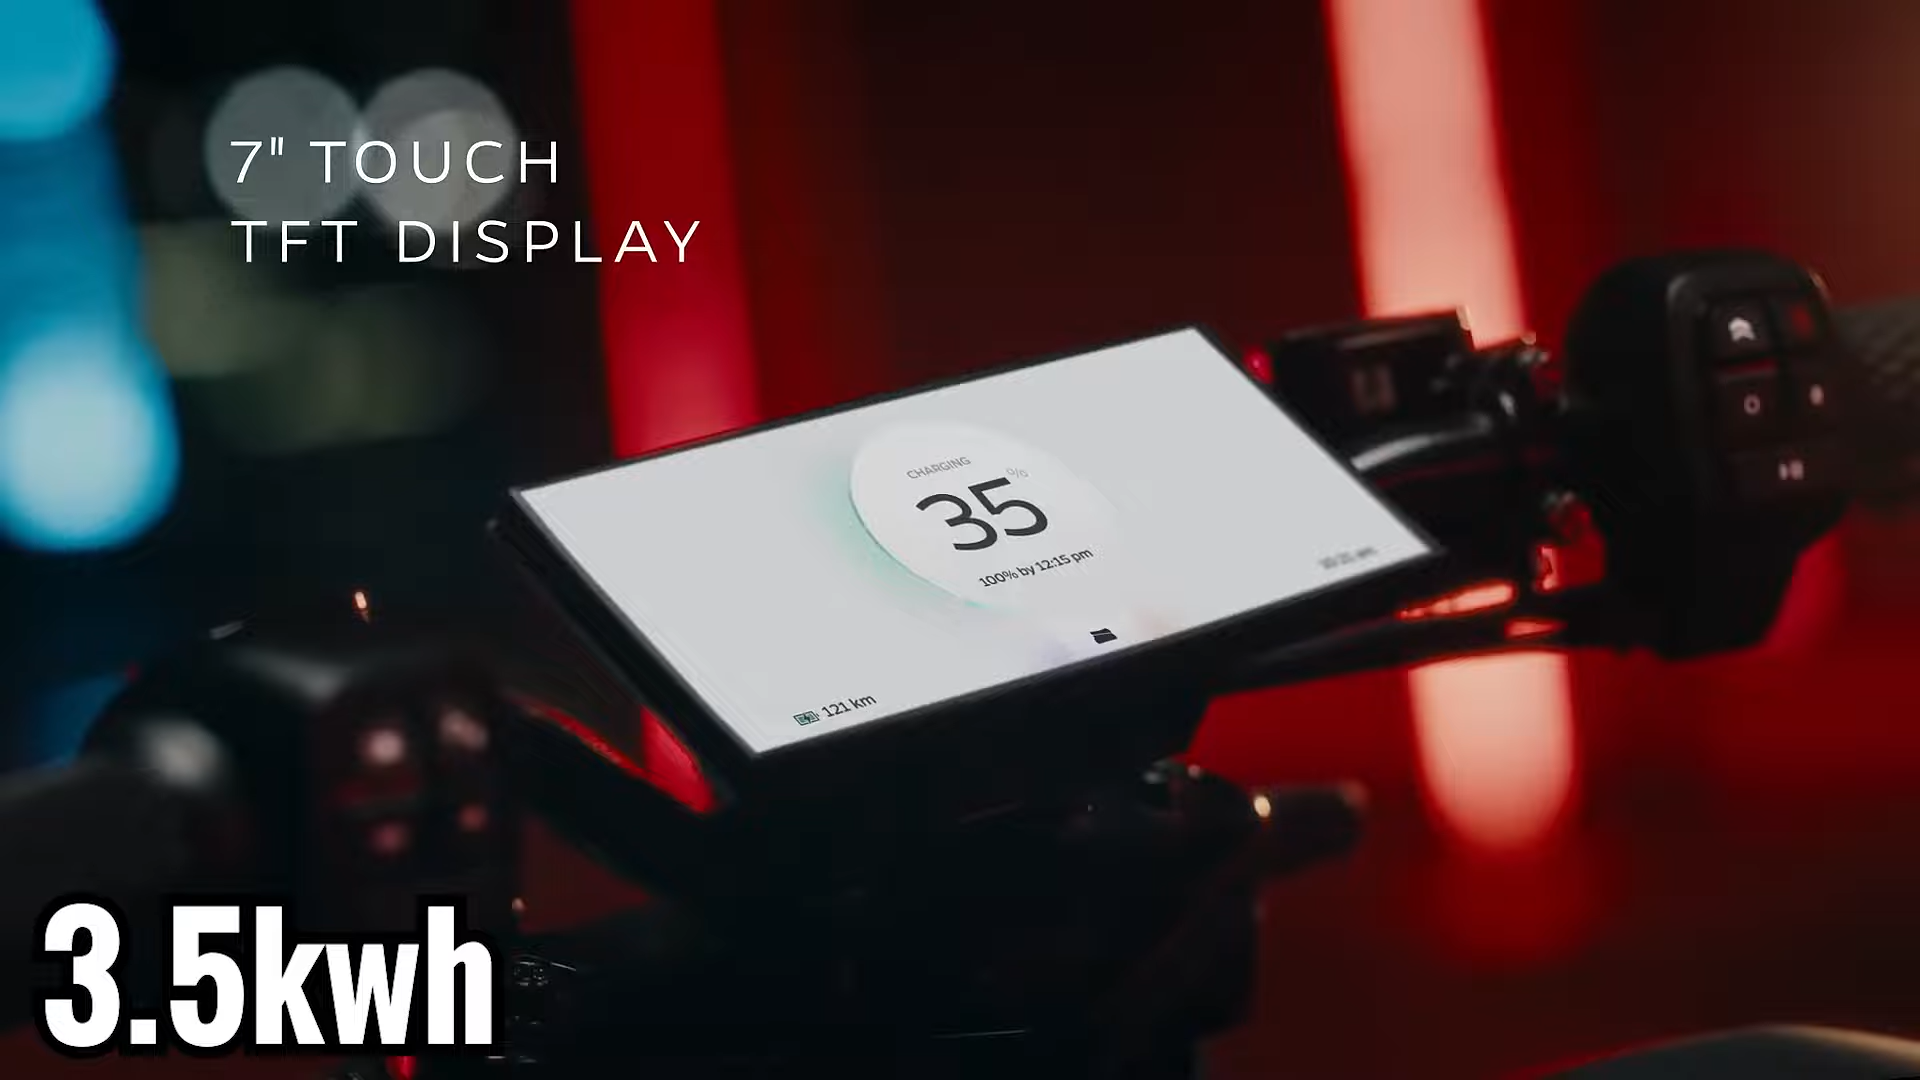 7" TOUCH
TFT DISPLAY
CHARGING
35%
100% by 12:15 pm
121 km
3.5kwh